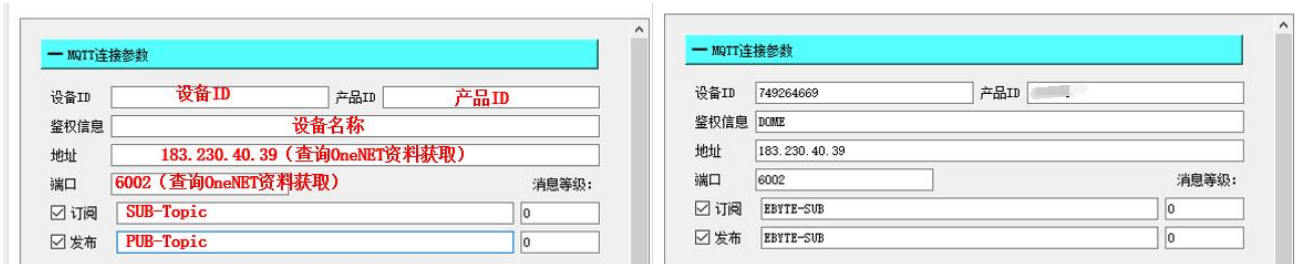 一 MQTT连接参数
设备ID 设备ID 产品ID 产品ID
鉴权信息 设备名称
地址 183.230.40.39（查询OneNET资料获取）
端口 6002（查询OneNET资料获取） 消息等级:
订阅 SUB-Topic 0
发布 PUB-Topic 0
一 MQTT连接参数
设备ID 749264669 产品ID
鉴权信息 DOME
地址 183.230.40.39
端口 6002 消息等级:
订阅 EBYTE-SUB 0
发布 EBYTE-SUB 0